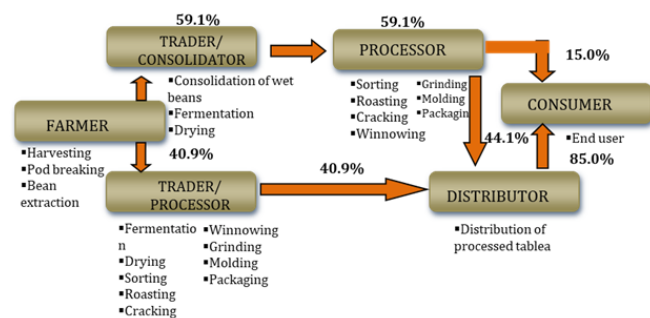 59.1%
TRADER/
CONSOLIDATOR
▪Consolidation of wet
beans
▪Fermentation
▪Drying
59.1%
PROCESSOR
▪Sorting
▪Roasting
▪Cracking
▪Winnowing
▪Grinding
▪Molding
▪Packagin
15.0%
CONSUMER
▪End user
85.0%
44.1%
FARMER
▪Harvesting
▪Pod breaking
▪Bean
extraction
40.9%
TRADER/
PROCESSOR
▪Fermentatio
n
▪Drying
▪Sorting
▪Roasting
▪Cracking
▪Winnowing
▪Grinding
▪Molding
▪Packaging
40.9%
DISTRIBUTOR
▪Distribution of
processed tablea